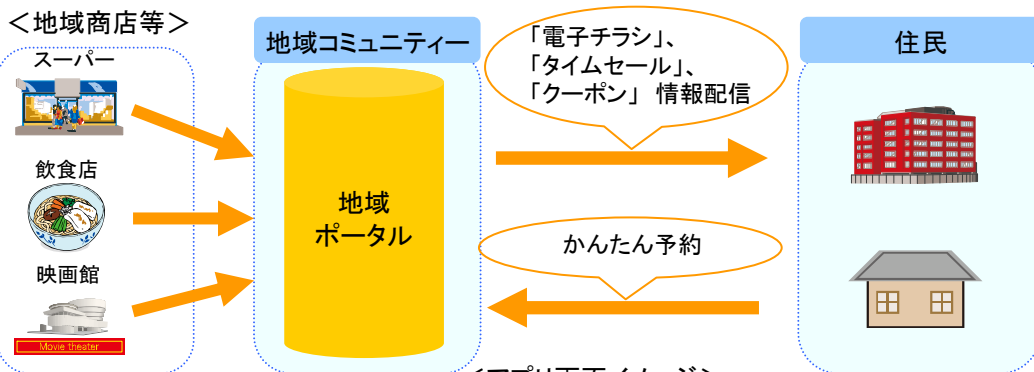 <地域商店等>
スーパー
飲食店
映画館
Movie theater
地域コミュニティー
地域
ポータル
「電子チラシ」、
「タイムセール」、
「クーポン」 情報配信
かんたん予約
住民